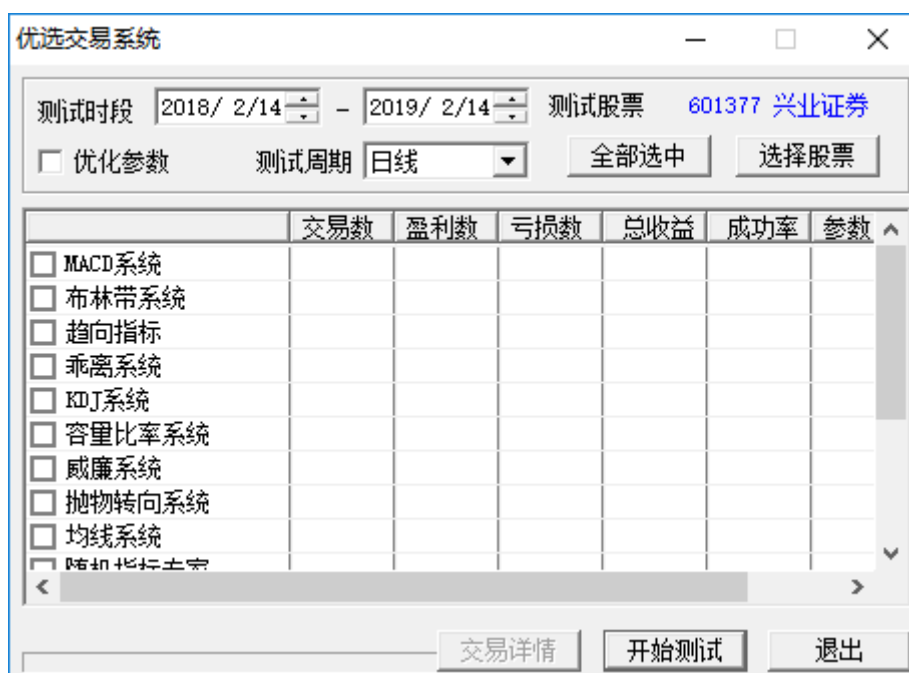 优选交易系统
测试时段 2018/ 2/14 - 2019/ 2/14 测试股票 601377 兴业证券
优化参数 测试周期 日线 全部选中 选择股票
交易数 盈利数 亏损数 总收益 成功率 参数
MACD系统
布林带系统
趋向指标
乖离系统
KDJ系统
容量比率系统
威廉系统
抛物转向系统
均线系统
随机指标专家
交易详情 开始测试 退出